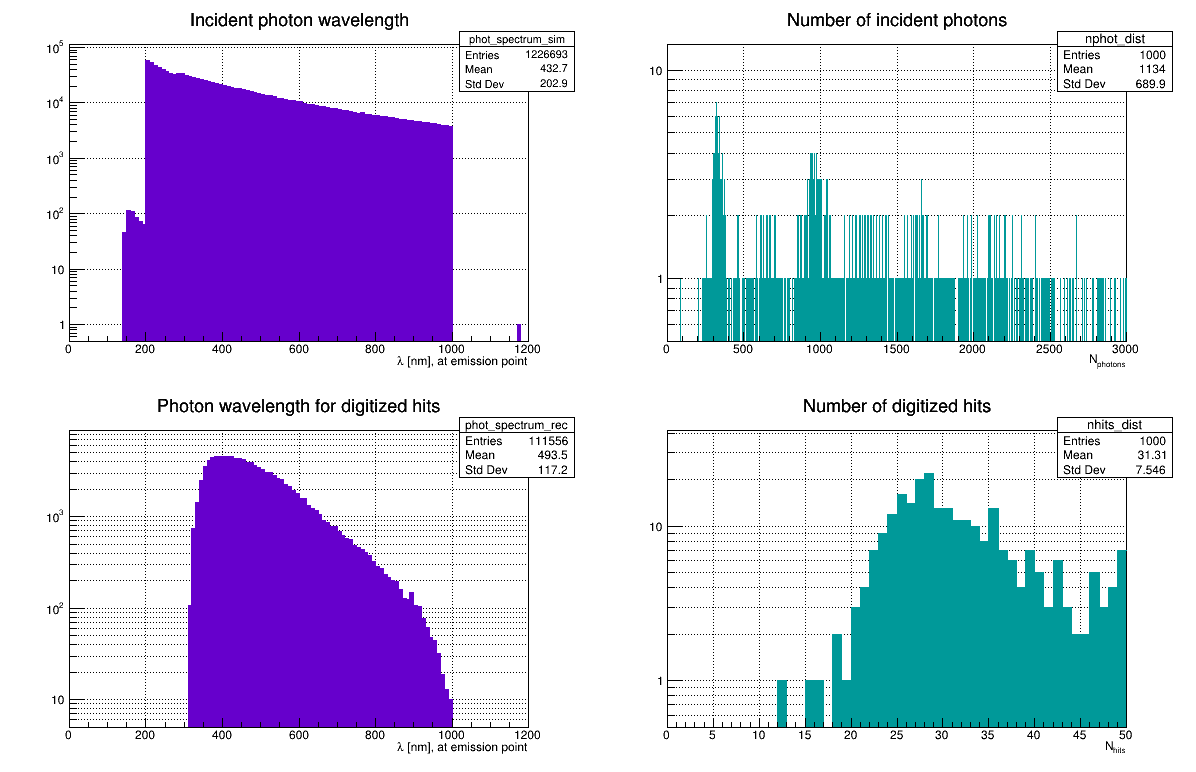 Incident photon wavelength
phot_spectrum_sim
Entries 1226693
Mean 432.7
Std Dev 202.9
10^5
10^4
10^3
10^2
10
1
0 200 400 600 800 1000 1200
λ [nm], at emission point
Number of incident photons
nphot_dist
Entries 1000
Mean 1134
Std Dev 689.9
10
1
0 500 1000 1500 2000 2500 3000
N_photons
Photon wavelength for digitized hits
phot_spectrum_rec
Entries 111556
Mean 493.5
Std Dev 117.2
10^3
10^2
10
0 200 400 600 800 1000 1200
λ [nm], at emission point
Number of digitized hits
nhits_dist
Entries 1000
Mean 31.31
Std Dev 7.546
10
1
0 5 10 15 20 25 30 35 40 45 50
N_hits